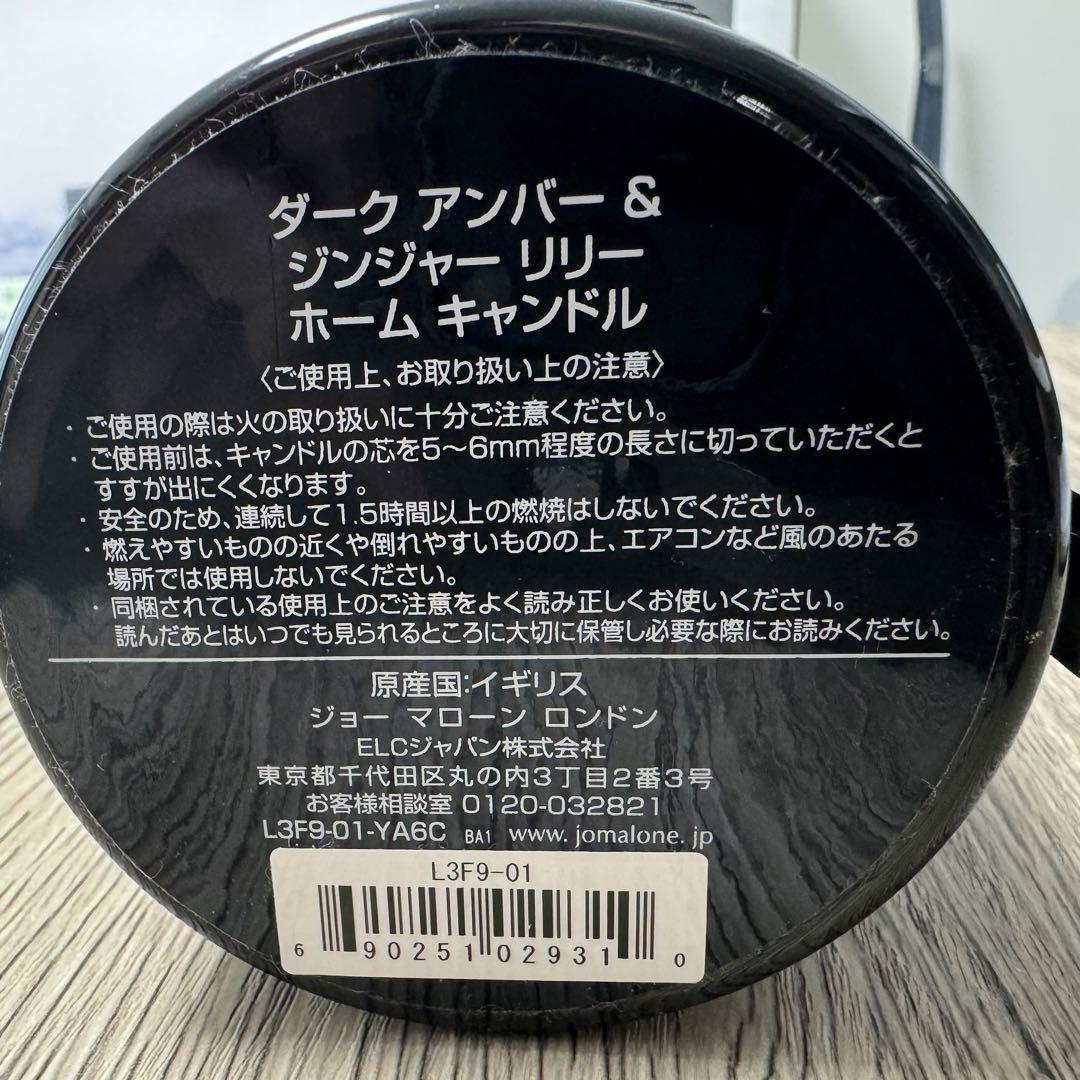 ダーク アンバー &
ジンジャー リリー
ホーム キャンドル
〈ご使用上、お取り扱い上の注意〉
・ご使用の際は火の取り扱いに十分ご注意ください。
・ご使用前は、キャンドルの芯を5〜6mm程度の長さに切っていただくと
すすが出にくくなります。
・安全のため、連続して1.5時間以上の燃焼はしないでください。
・燃えやすいものの近くや倒れやすいものの上、エアコンなど風のあたる
場所では使用しないでください。
・同梱されている使用上のご注意をよく読み正しくお使いください。
読んだあとはいつでも見られるところに大切に保管し必要な際にお読みください。
原産国:イギリス
ジョー マローン ロンドン
ELCジャパン株式会社
東京都千代田区丸の内3丁目2番3号
お客様相談室 0120-032821
L3F9-01-YA6C BA1 www.jomalone.jp
L3F9-01
6 90251 02931 0